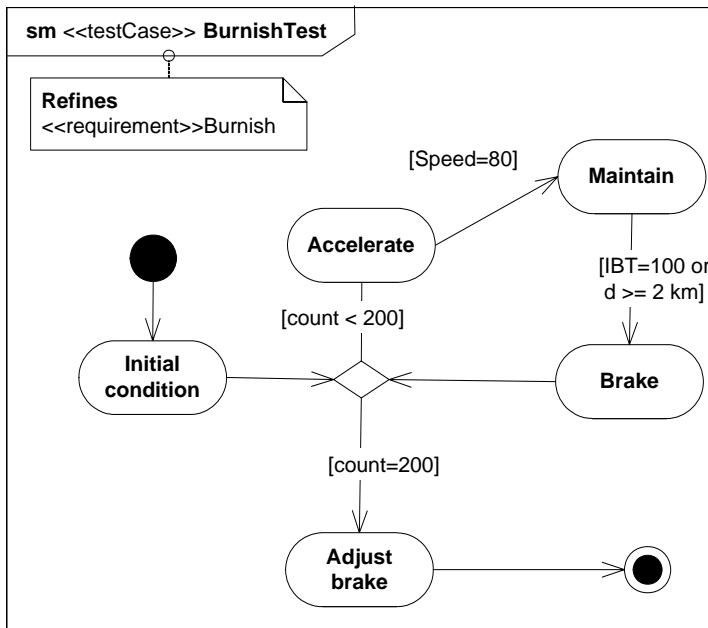 sm <<testCase>> BurnishTest
Refines
<<requirement>>Burnish
[Speed=80]
Maintain
Accelerate
[IBT=100 or
d >= 2 km]
[count < 200]
Initial
condition
Brake
[count=200]
Adjust
brake